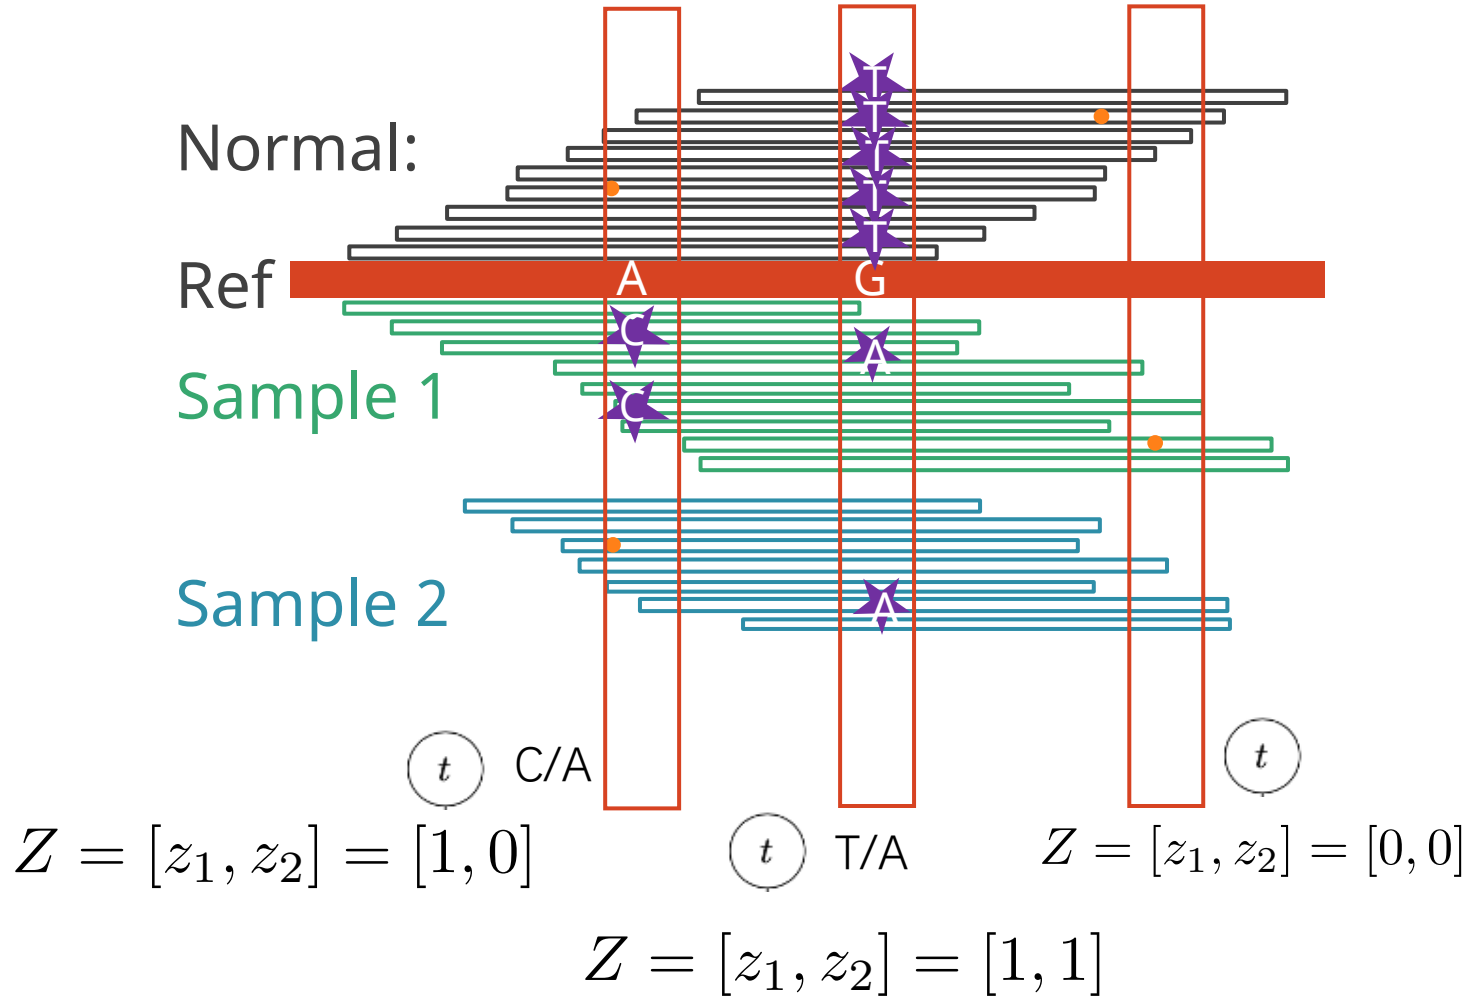 T
T
Normal:
T
T
T
Ref A G
C
A
Sample 1
C
Sample 2 A
t C/A t
t T/A
Z = [z₁, z₂] = [1, 0]
Z = [z₁, z₂] = [0, 0]
Z = [z₁, z₂] = [1, 1]